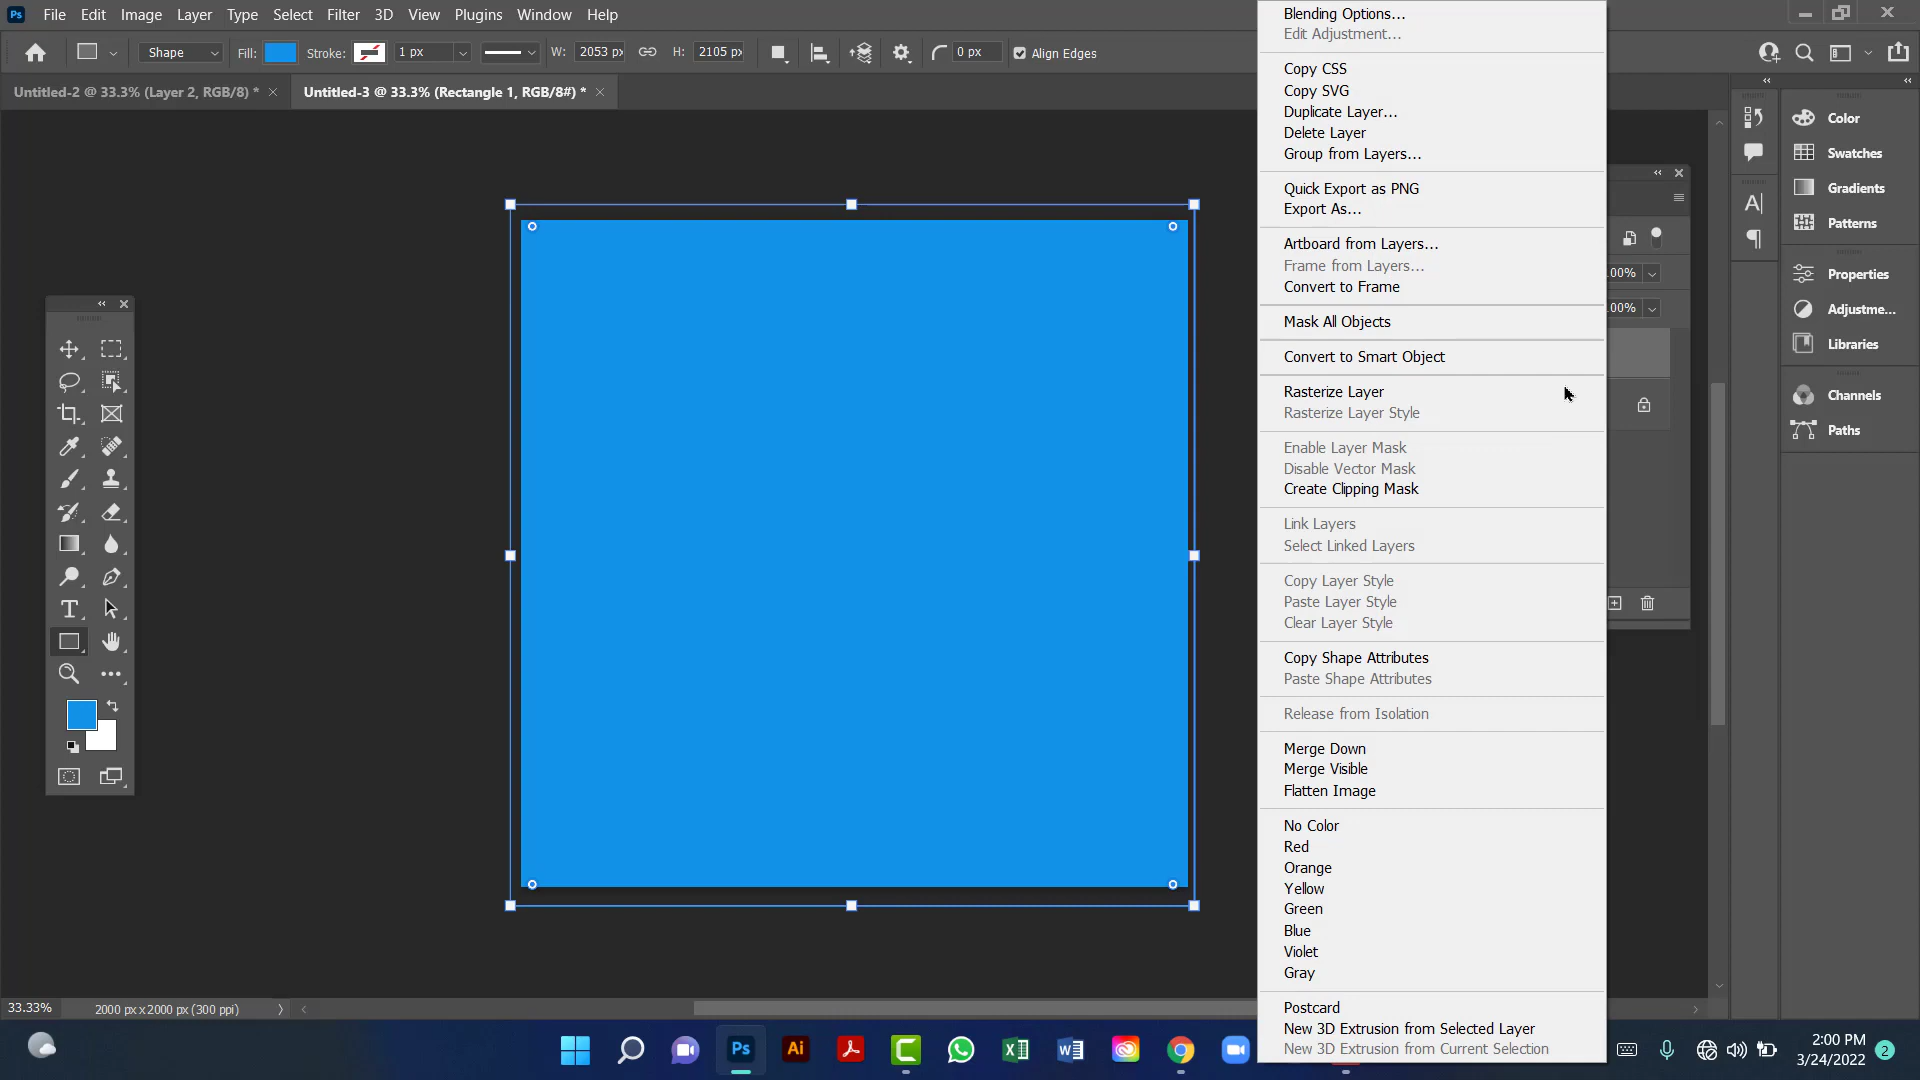 Ps File Edit Image Layer Type Select Filter 3D View Plugins Window Help
Shape Fill: Stroke: 1 px W: 2053 px H: 2105 px 0 px Align Edges
Untitled-2 @ 33.3% (Layer 2, RGB/8) * Untitled-3 @ 33.3% (Rectangle 1, RGB/8#) *
Blending Options...
Edit Adjustment...
Copy CSS
Copy SVG
Duplicate Layer...
Delete Layer
Group from Layers...
Quick Export as PNG
Export As...
Artboard from Layers...
Frame from Layers...
Convert to Frame
Mask All Objects
Convert to Smart Object
Rasterize Layer
Rasterize Layer Style
Enable Layer Mask
Disable Vector Mask
Create Clipping Mask
Link Layers
Select Linked Layers
Copy Layer Style
Paste Layer Style
Clear Layer Style
Copy Shape Attributes
Paste Shape Attributes
Release from Isolation
Merge Down
Merge Visible
Flatten Image
No Color
Red
Orange
Yellow
Green
Blue
Violet
Gray
Postcard
New 3D Extrusion from Selected Layer
New 3D Extrusion from Current Selection
00%
00%
Color
Swatches
Gradients
Patterns
Properties
Adjustme...
Libraries
Channels
Paths
33.33% 2000 px x 2000 px (300 ppi)
Ps Ai
2:00 PM
3/24/2022
2